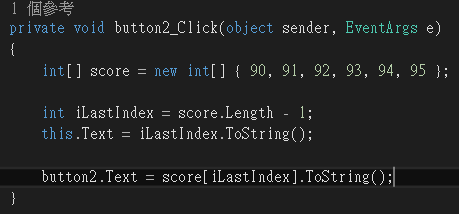 1 個參考
private void button2_Click(object sender, EventArgs e)
{
int[] score = new int[] { 90, 91, 92, 93, 94, 95 };
int iLastIndex = score.Length - 1;
this.Text = iLastIndex.ToString();
button2.Text = score[iLastIndex].ToString();
}